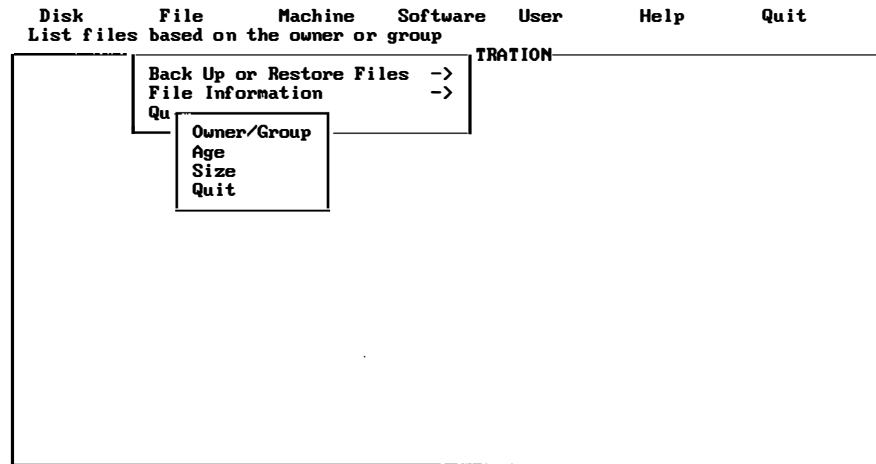 Disk File Machine Software User Help Quit
List files based on the owner or group
TRATION
Back Up or Restore Files ->
File Information ->
Qu
Owner/Group
Age
Size
Quit